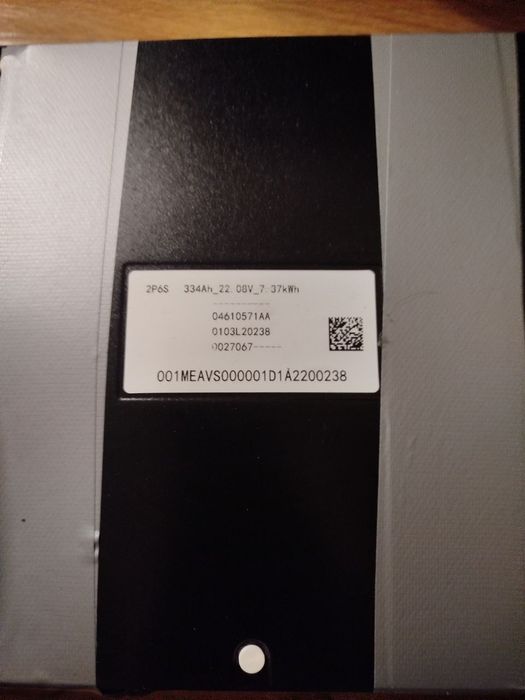 2P6S 334Ah_22.08V_7.37kWh
--------------
04610571AA
0103L20238
0027067-----
001MEAVS000001D1A2200238